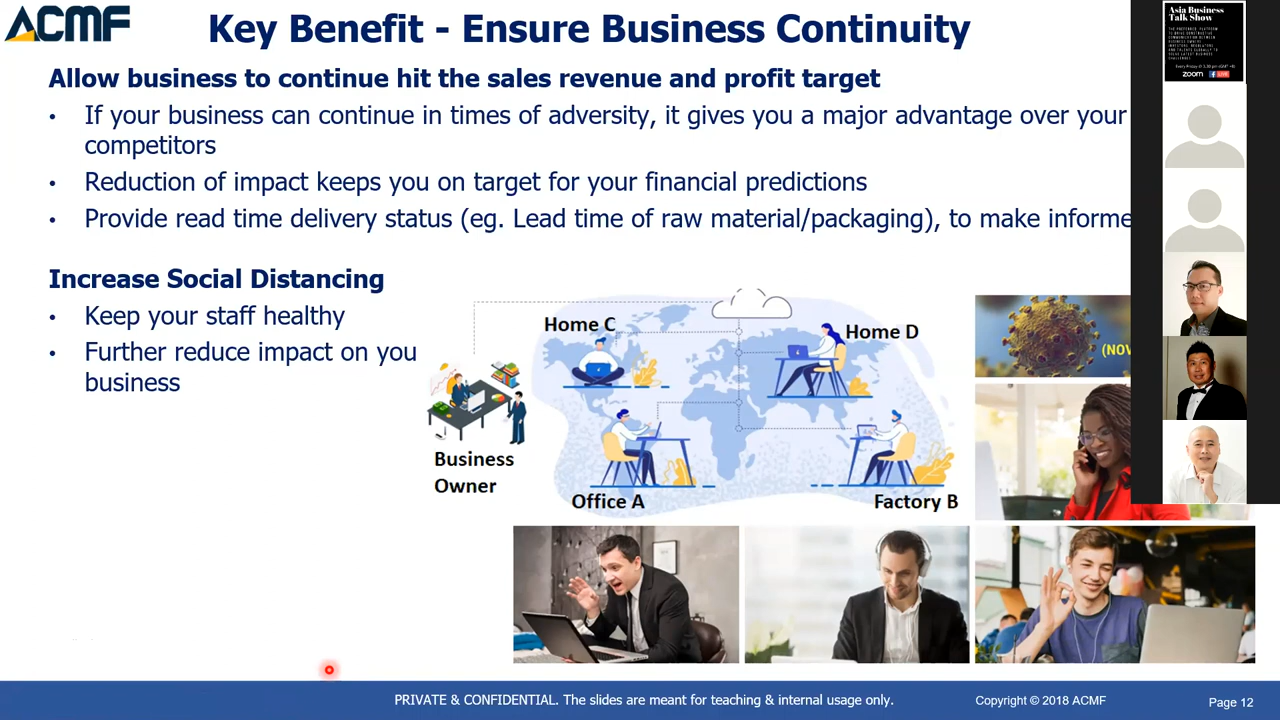 ACMF
Key Benefit - Ensure Business Continuity
Allow business to continue hit the sales revenue and profit target
• If your business can continue in times of adversity, it gives you a major advantage over your
competitors
• Reduction of impact keeps you on target for your financial predictions
• Provide read time delivery status (eg. Lead time of raw material/packaging), to make informe
Increase Social Distancing
• Keep your staff healthy
• Further reduce impact on you
business
Home C
Home D
Business
Owner
Office A
Factory B
(NOV
Asia Business
Talk Show
zoom
LIVE
PRIVATE & CONFIDENTIAL. The slides are meant for teaching & internal usage only.
Copyright © 2018 ACMF
Page 12